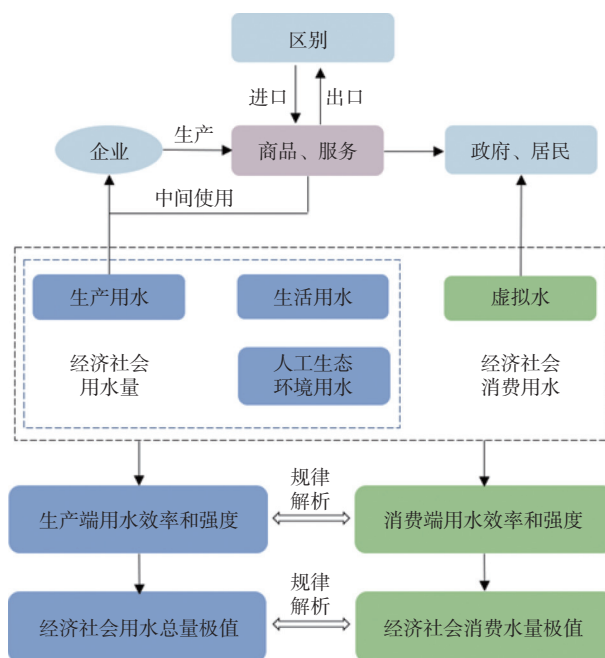 区别
进口
出口
企业
生产
商品、服务
政府、居民
中间使用
生产用水
生活用水
虚拟水
经济社会
用水量
人工生态
环境用水
经济社会
消费用水
生产端用水效率和强度
规律
解析
消费端用水效率和强度
经济社会用水总量极值
规律
解析
经济社会消费水量极值